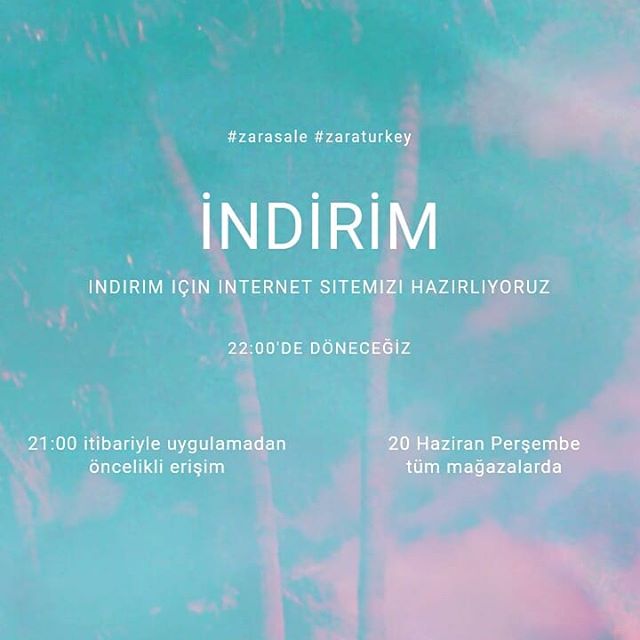 #zarasale #zaraturkey
İNDİRİM
INDIRIM IÇIN INTERNET SITEMIZI HAZIRLIYORUZ
22:00'DE DÖNECEĞİZ
21:00 itibariyle uygulamadan
öncelikli erişim
20 Haziran Perşembe
tüm mağazalarda